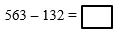 563 – 132 =